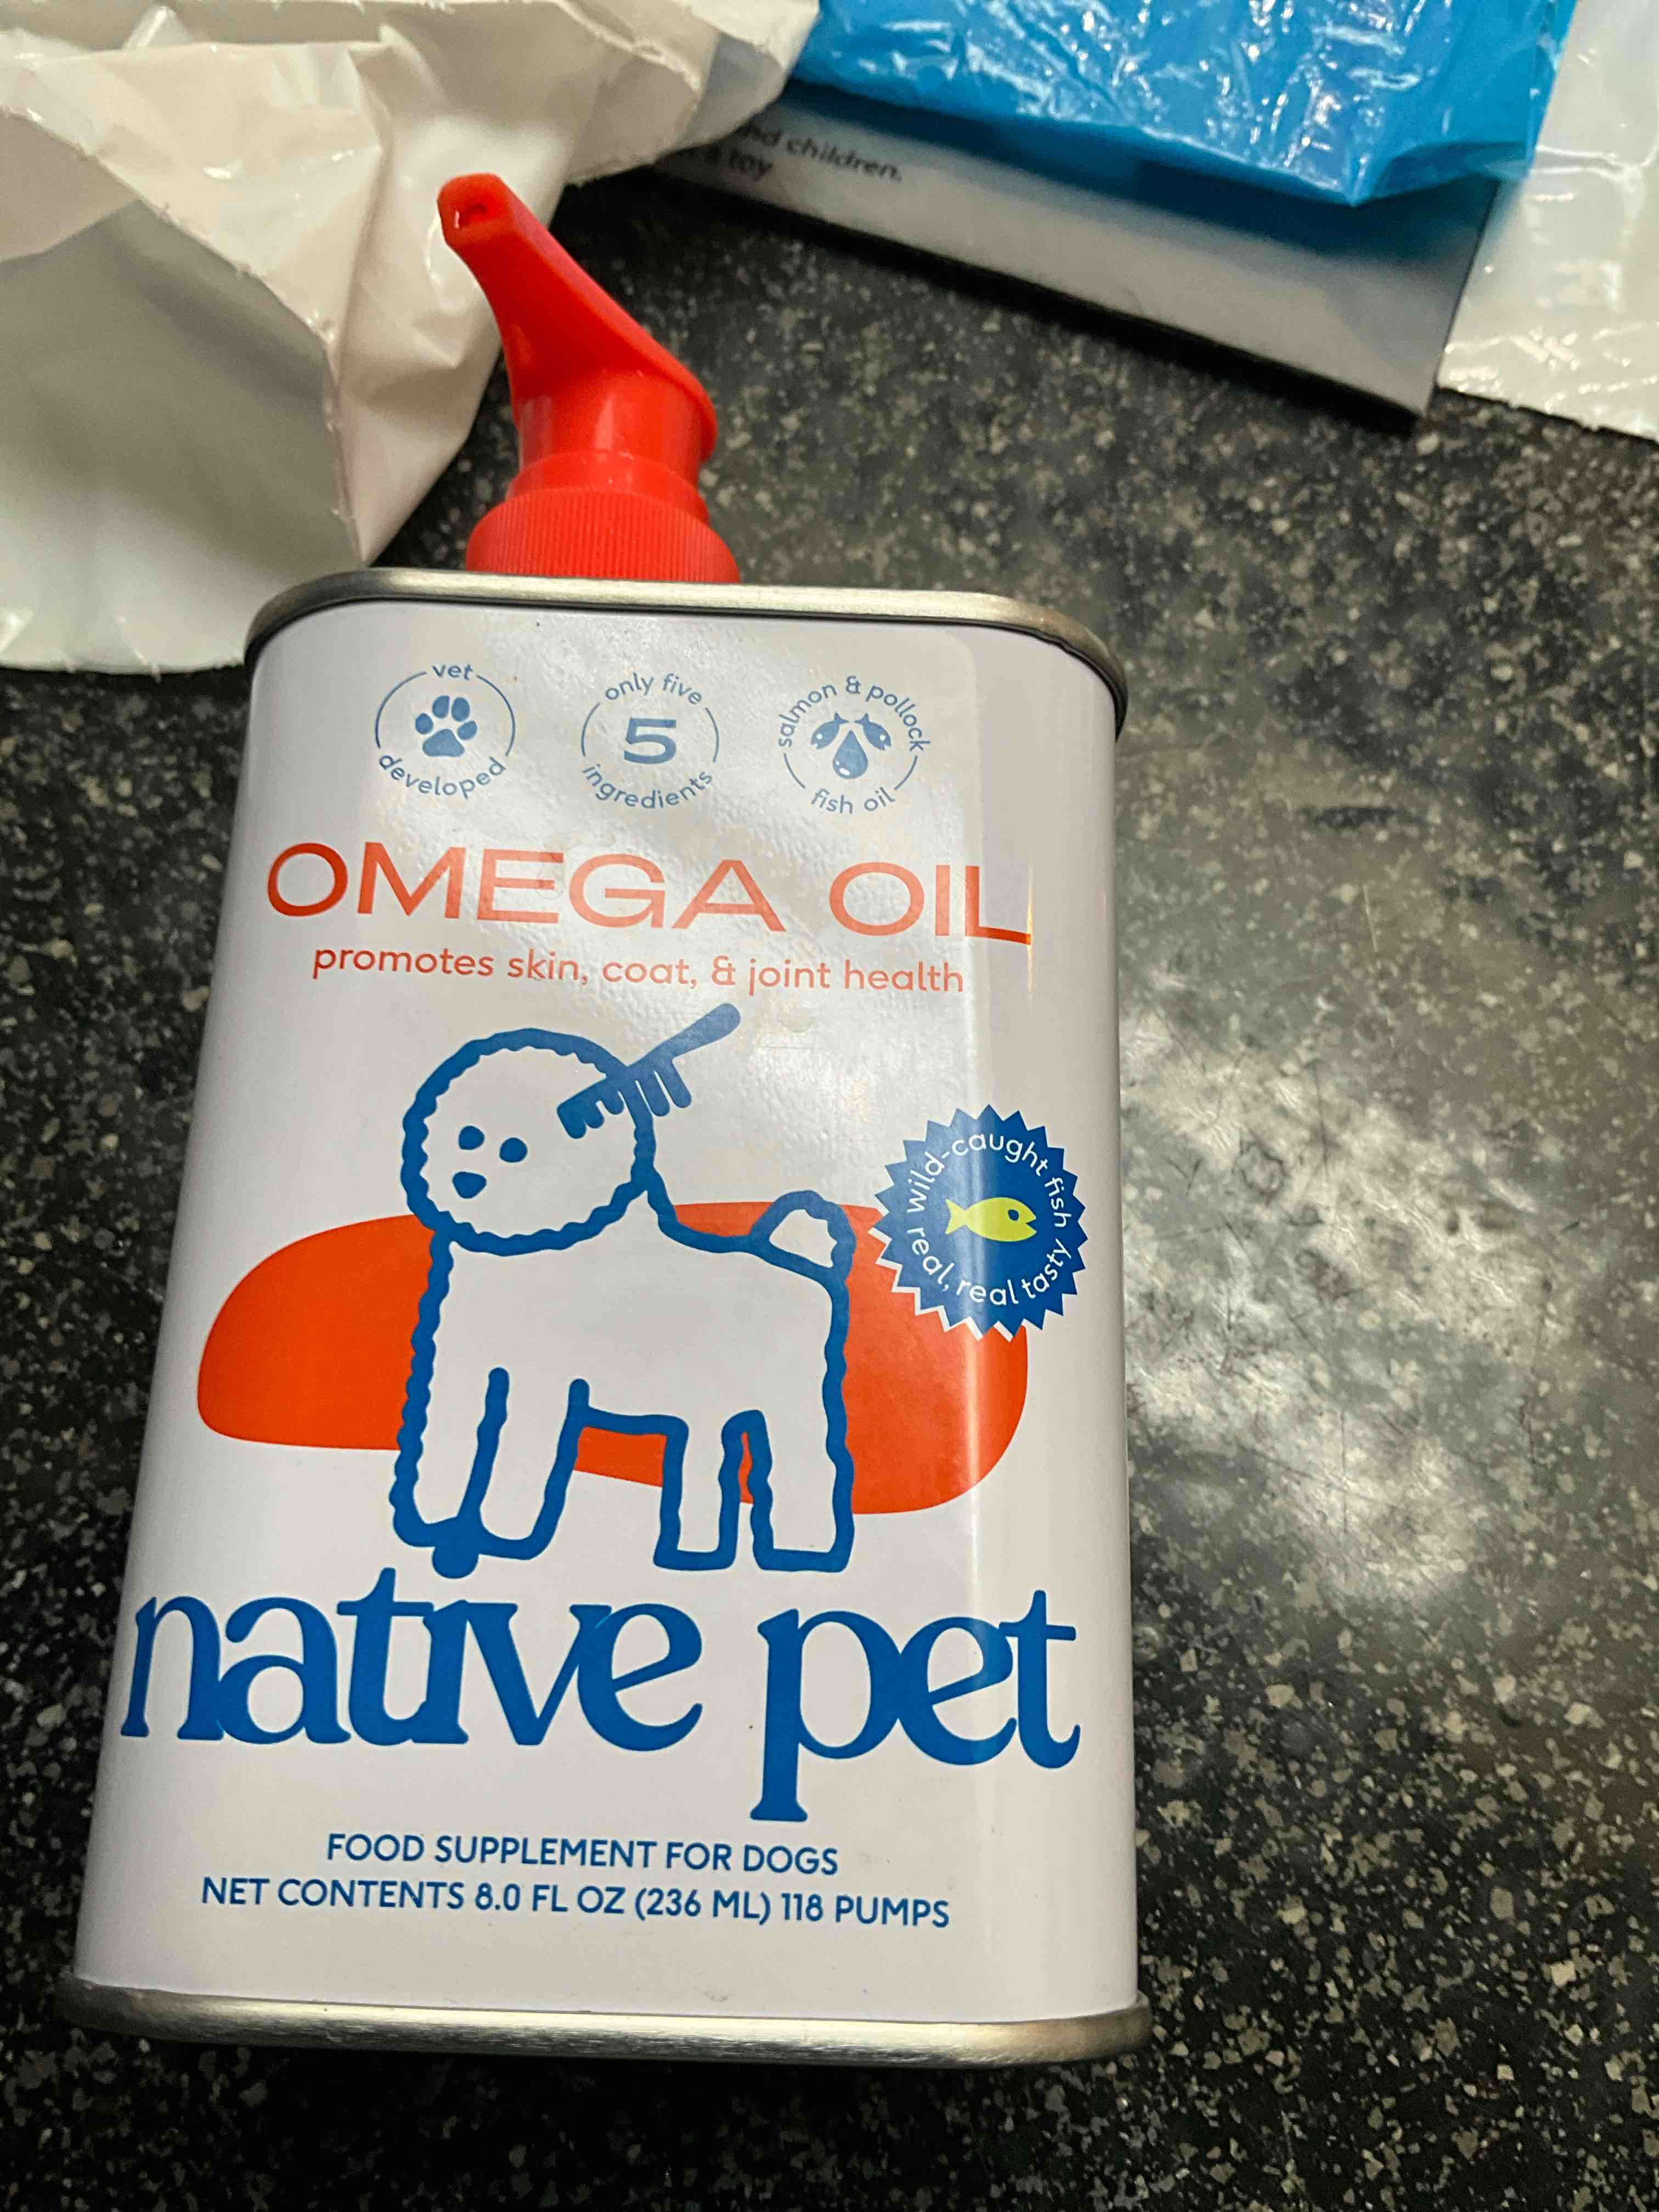 nd children.
a toy
vet
developed
only five
5
ingredients
salmon & pollock
fish oil
OMEGA OIL
promotes skin, coat, & joint health
wild-caught fish
real, real tasty
native pet
FOOD SUPPLEMENT FOR DOGS
NET CONTENTS 8.0 FL OZ (236 ML) 118 PUMPS